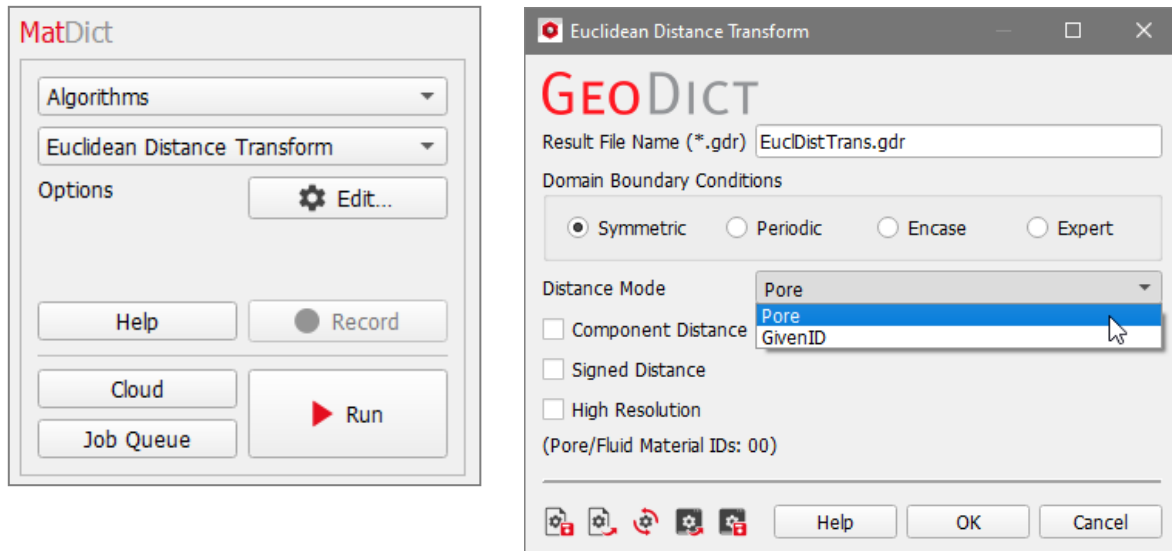 MatDict
Algorithms
Euclidean Distance Transform
Options
Edit...
Help
Record
Cloud
Job Queue
Run
Euclidean Distance Transform
GEODICT
Result File Name (*.gdr) EuclDistTrans.gdr
Domain Boundary Conditions
Symmetric Periodic Encase Expert
Distance Mode Pore
Pore
Component Distance
GivenID
Signed Distance
High Resolution
(Pore/Fluid Material IDs: 00)
Help OK Cancel